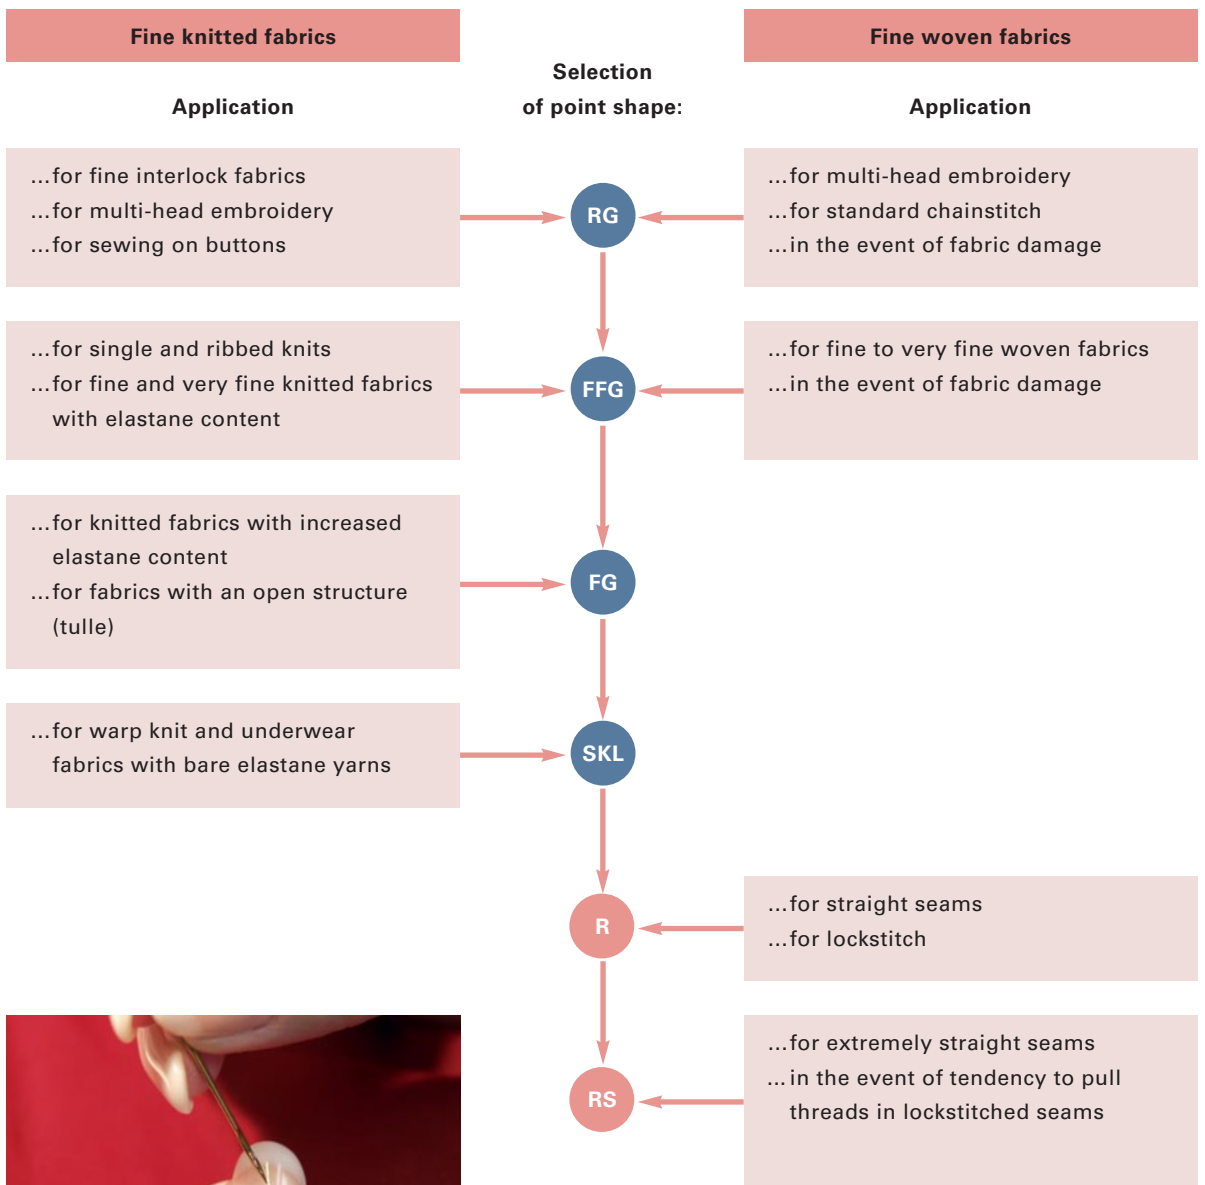 Fine knitted fabrics
Fine woven fabrics
Selection
of point shape:
Application
Application
...for fine interlock fabrics
...for multi-head embroidery
...for sewing on buttons
RG
...for multi-head embroidery
...for standard chainstitch
...in the event of fabric damage
...for single and ribbed knits
...for fine and very fine knitted fabrics
with elastane content
FFG
...for fine to very fine woven fabrics
...in the event of fabric damage
...for knitted fabrics with increased
elastane content
...for fabrics with an open structure
(tulle)
FG
...for warp knit and underwear
fabrics with bare elastane yarns
SKL
R
...for straight seams
...for lockstitch
RS
...for extremely straight seams
...in the event of tendency to pull
threads in lockstitched seams